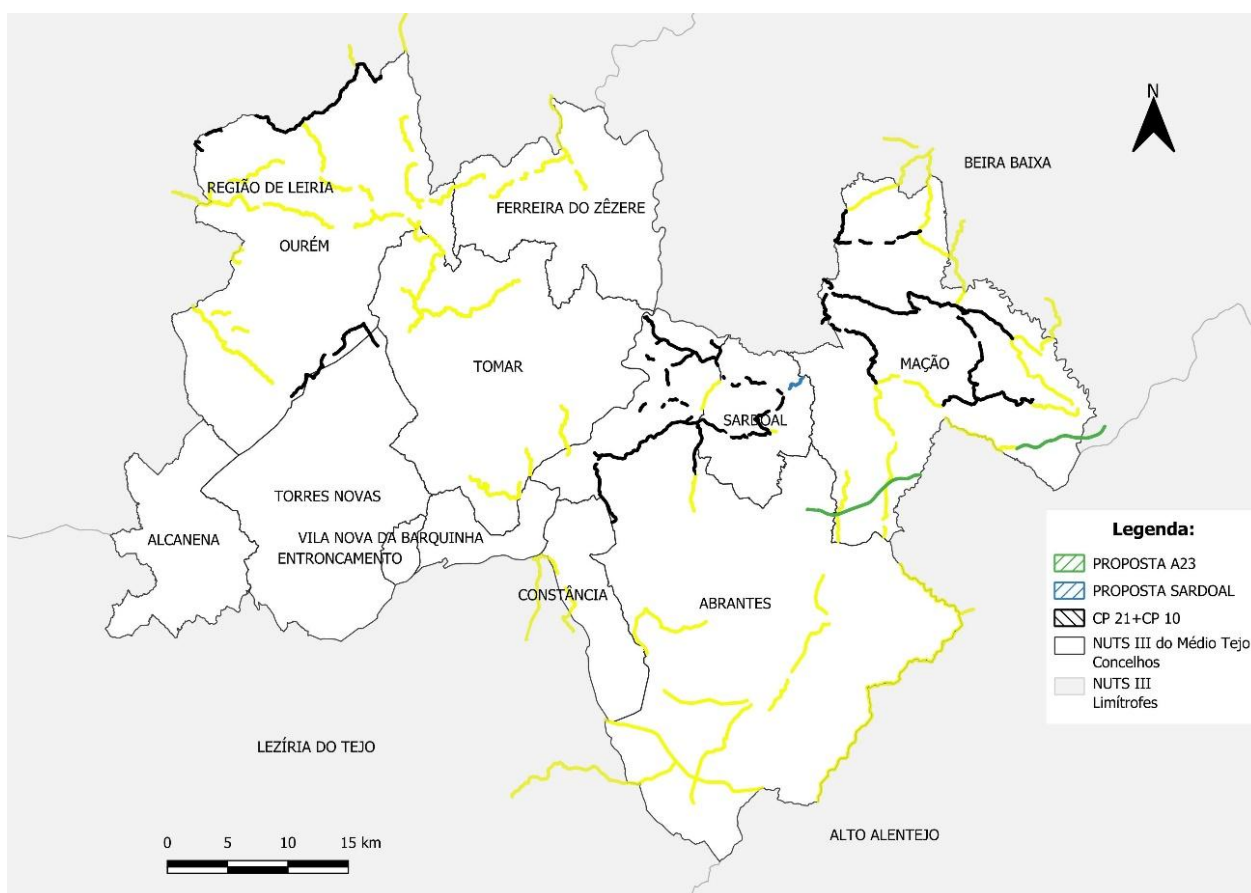 N
BEIRA BAIXA
REGIÃO DE LEIRIA
FERREIRA DO ZÊZERE
OURÉM
TOMAR
MAÇÃO
SARDOAL
TORRES NOVAS
VILA NOVA DA BARQUINHA
ALCANENA
ENTRONCAMENTO
CONSTÂNCIA
ABRANTES
LEZÍRIA DO TEJO
ALTO ALENTEJO
Legenda:
PROPOSTA A23
PROPOSTA SARDOAL
CP 21+CP 10
NUTS III do Médio Tejo
Concelhos
NUTS III
Limítrofes
0 5 10 15 km